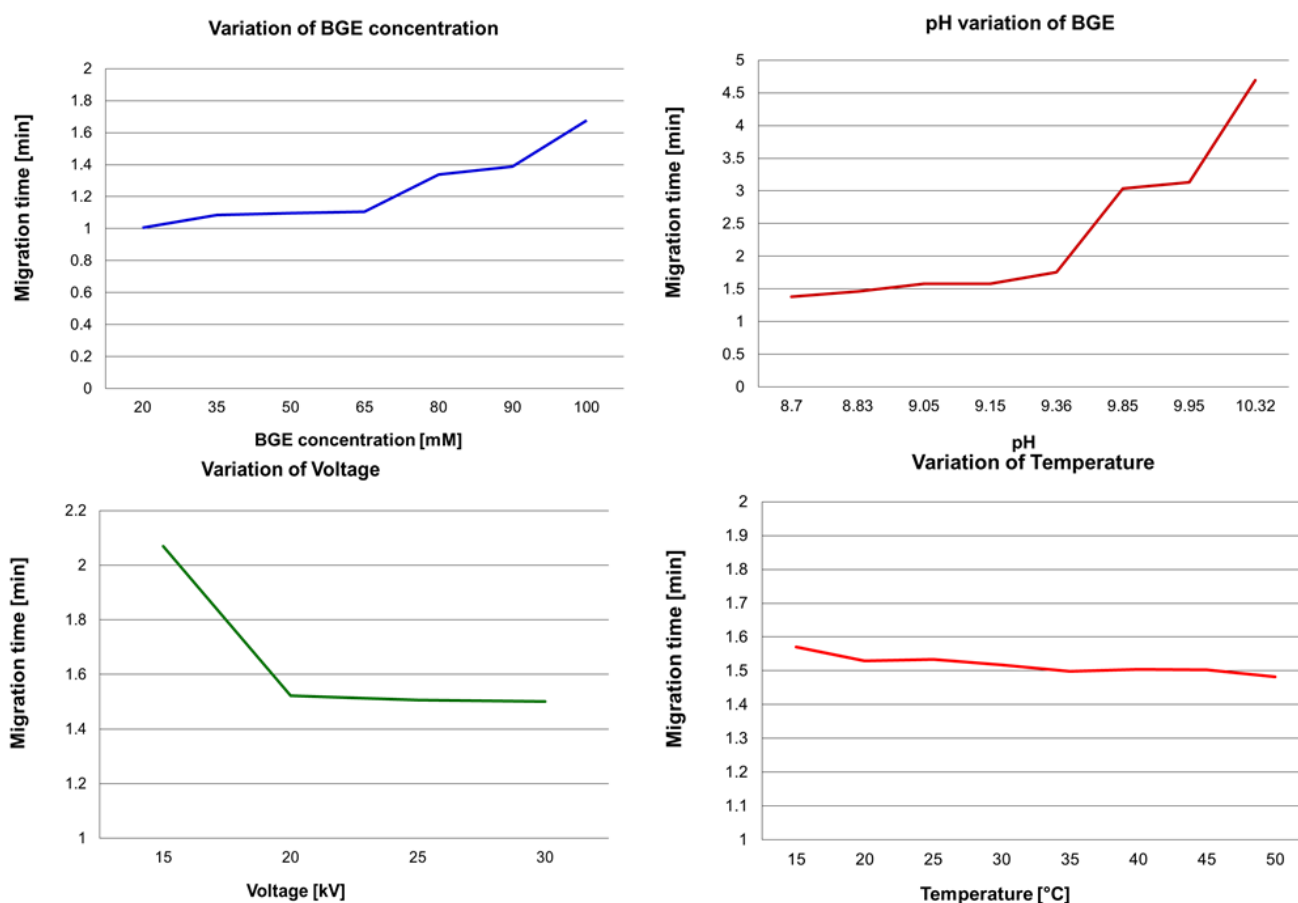 Variation of BGE concentration
Migration time [min]
2
1.8
1.6
1.4
1.2
1
0.8
0.6
0.4
0.2
0
20 35 50 65 80 90 100
BGE concentration [mM]
pH variation of BGE
Migration time [min]
5
4.5
4
3.5
3
2.5
2
1.5
1
0.5
0
8.7 8.83 9.05 9.15 9.36 9.85 9.95 10.32
pH
Variation of Voltage
Migration time [min]
2.2
2
1.8
1.6
1.4
1.2
1
15 20 25 30
Voltage [kV]
Variation of Temperature
Migration time [min]
2
1.9
1.8
1.7
1.6
1.5
1.4
1.3
1.2
1.1
1
15 20 25 30 35 40 45 50
Temperature [°C]